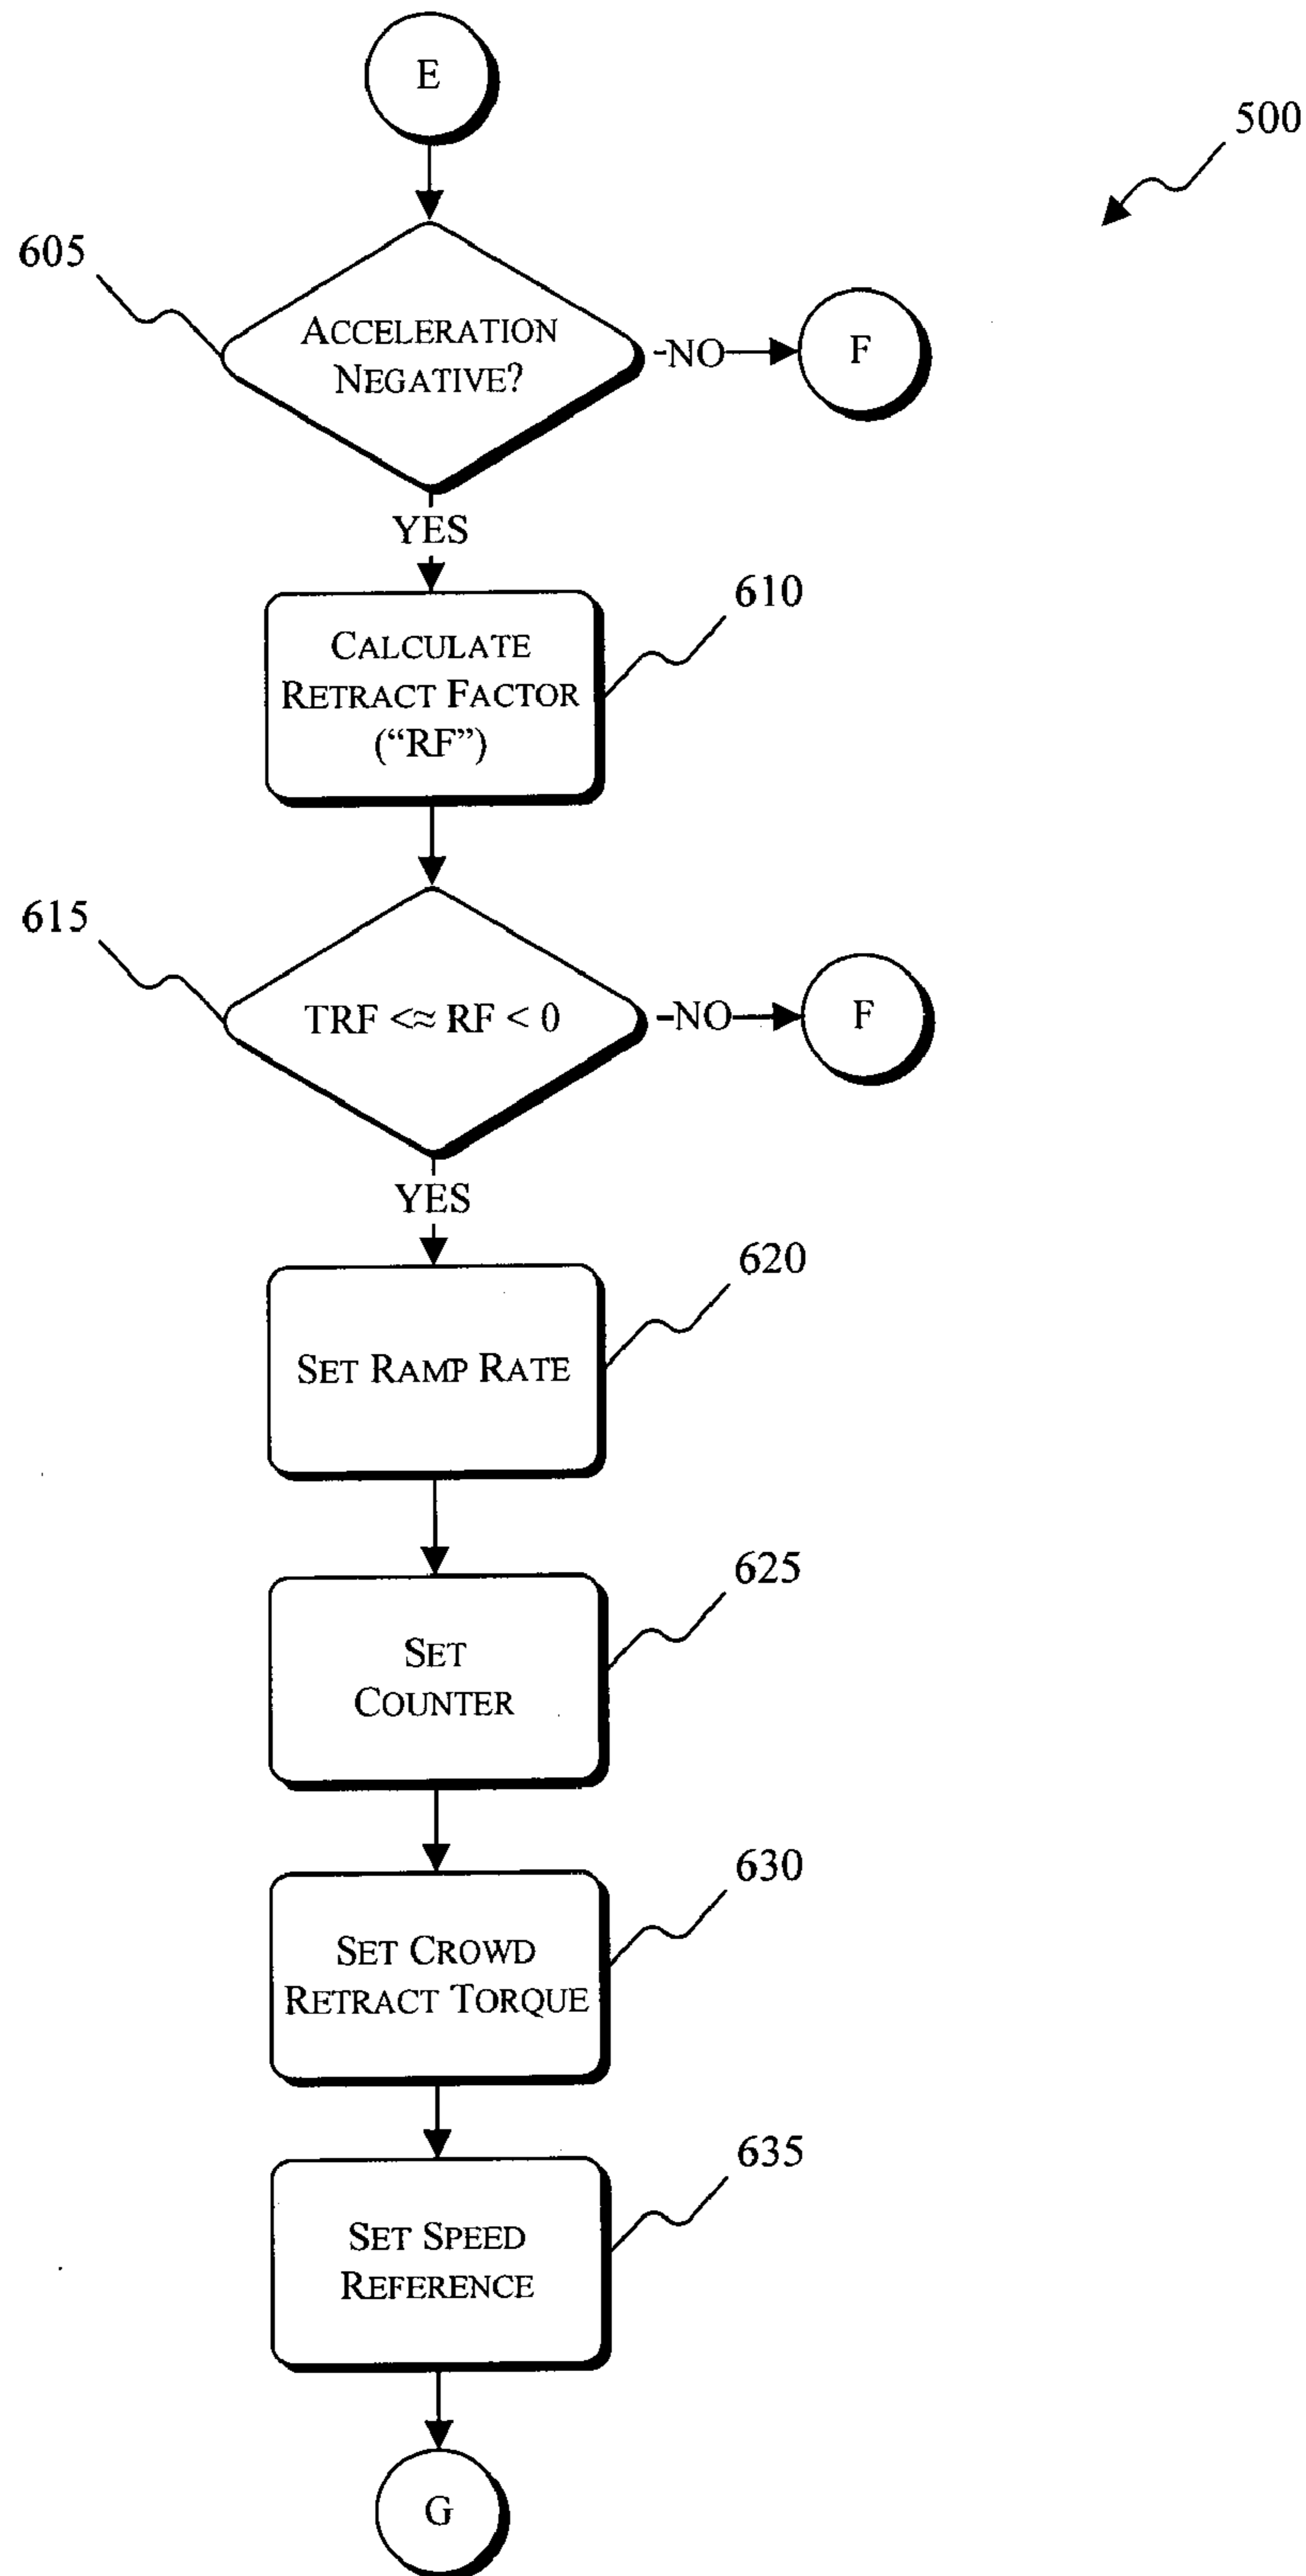 E
500
605
ACCELERATION
NEGATIVE?
-NO
F
YES
610
CALCULATE
RETRACT FACTOR
("RF")
615
TRF <≈ RF < 0
-NO
F
YES
620
SET RAMP RATE
625
SET
COUNTER
630
SET CROWD
RETRACT TORQUE
635
SET SPEED
REFERENCE
G